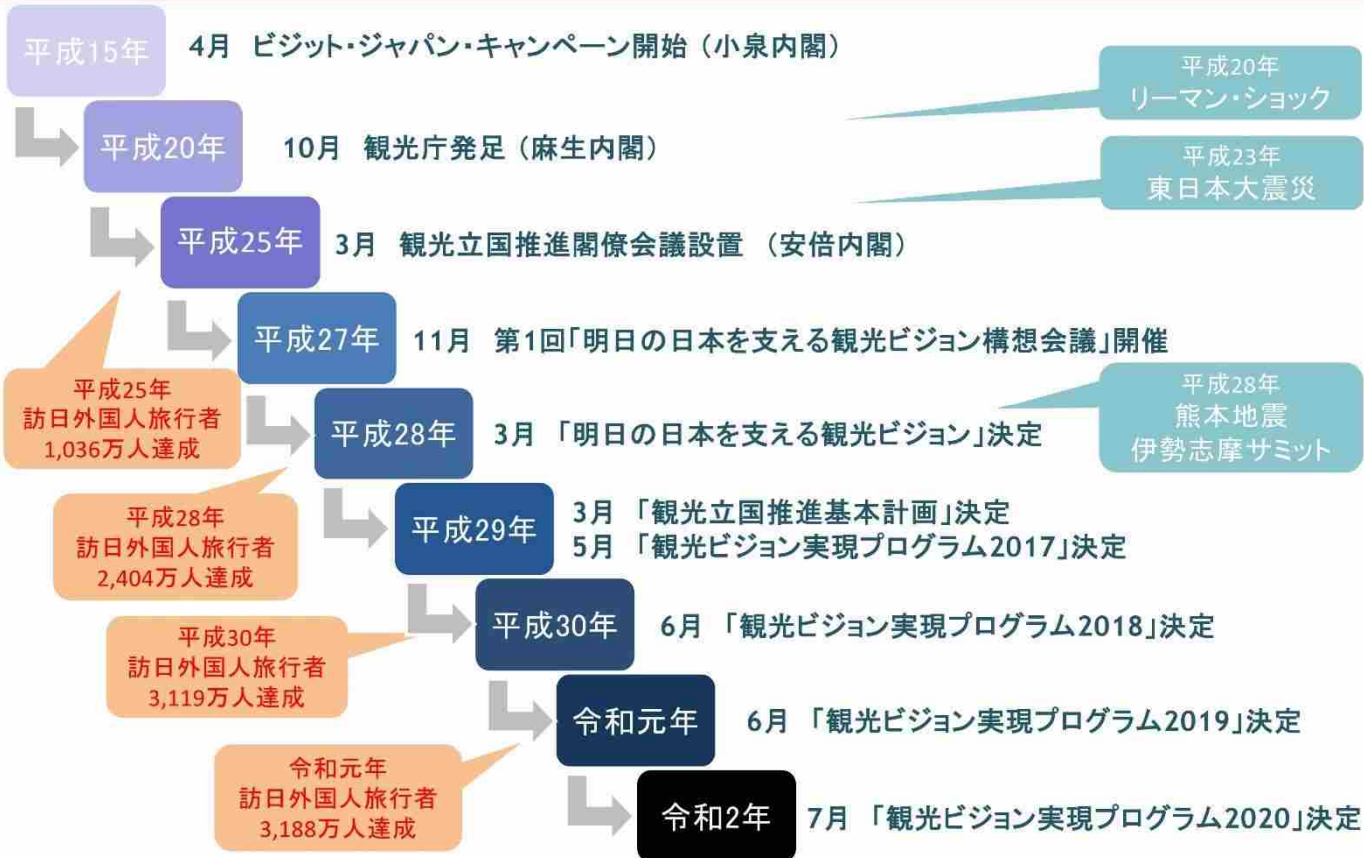 平成15年
4月 ビジット・ジャパン・キャンペーン開始（小泉内閣）
平成20年
リーマン・ショック
平成20年
10月 観光庁発足（麻生内閣）
平成23年
東日本大震災
平成25年
3月 観光立国推進閣僚会議設置 （安倍内閣）
平成27年
11月 第1回「明日の日本を支える観光ビジョン構想会議」開催
平成25年
訪日外国人旅行者
1,036万人達成
平成28年
3月 「明日の日本を支える観光ビジョン」決定
平成28年
熊本地震
伊勢志摩サミット
平成28年
訪日外国人旅行者
2,404万人達成
平成29年
3月 「観光立国推進基本計画」決定
5月 「観光ビジョン実現プログラム2017」決定
平成30年
訪日外国人旅行者
3,119万人達成
平成30年
6月 「観光ビジョン実現プログラム2018」決定
令和元年
6月 「観光ビジョン実現プログラム2019」決定
令和元年
訪日外国人旅行者
3,188万人達成
令和2年
7月 「観光ビジョン実現プログラム2020」決定